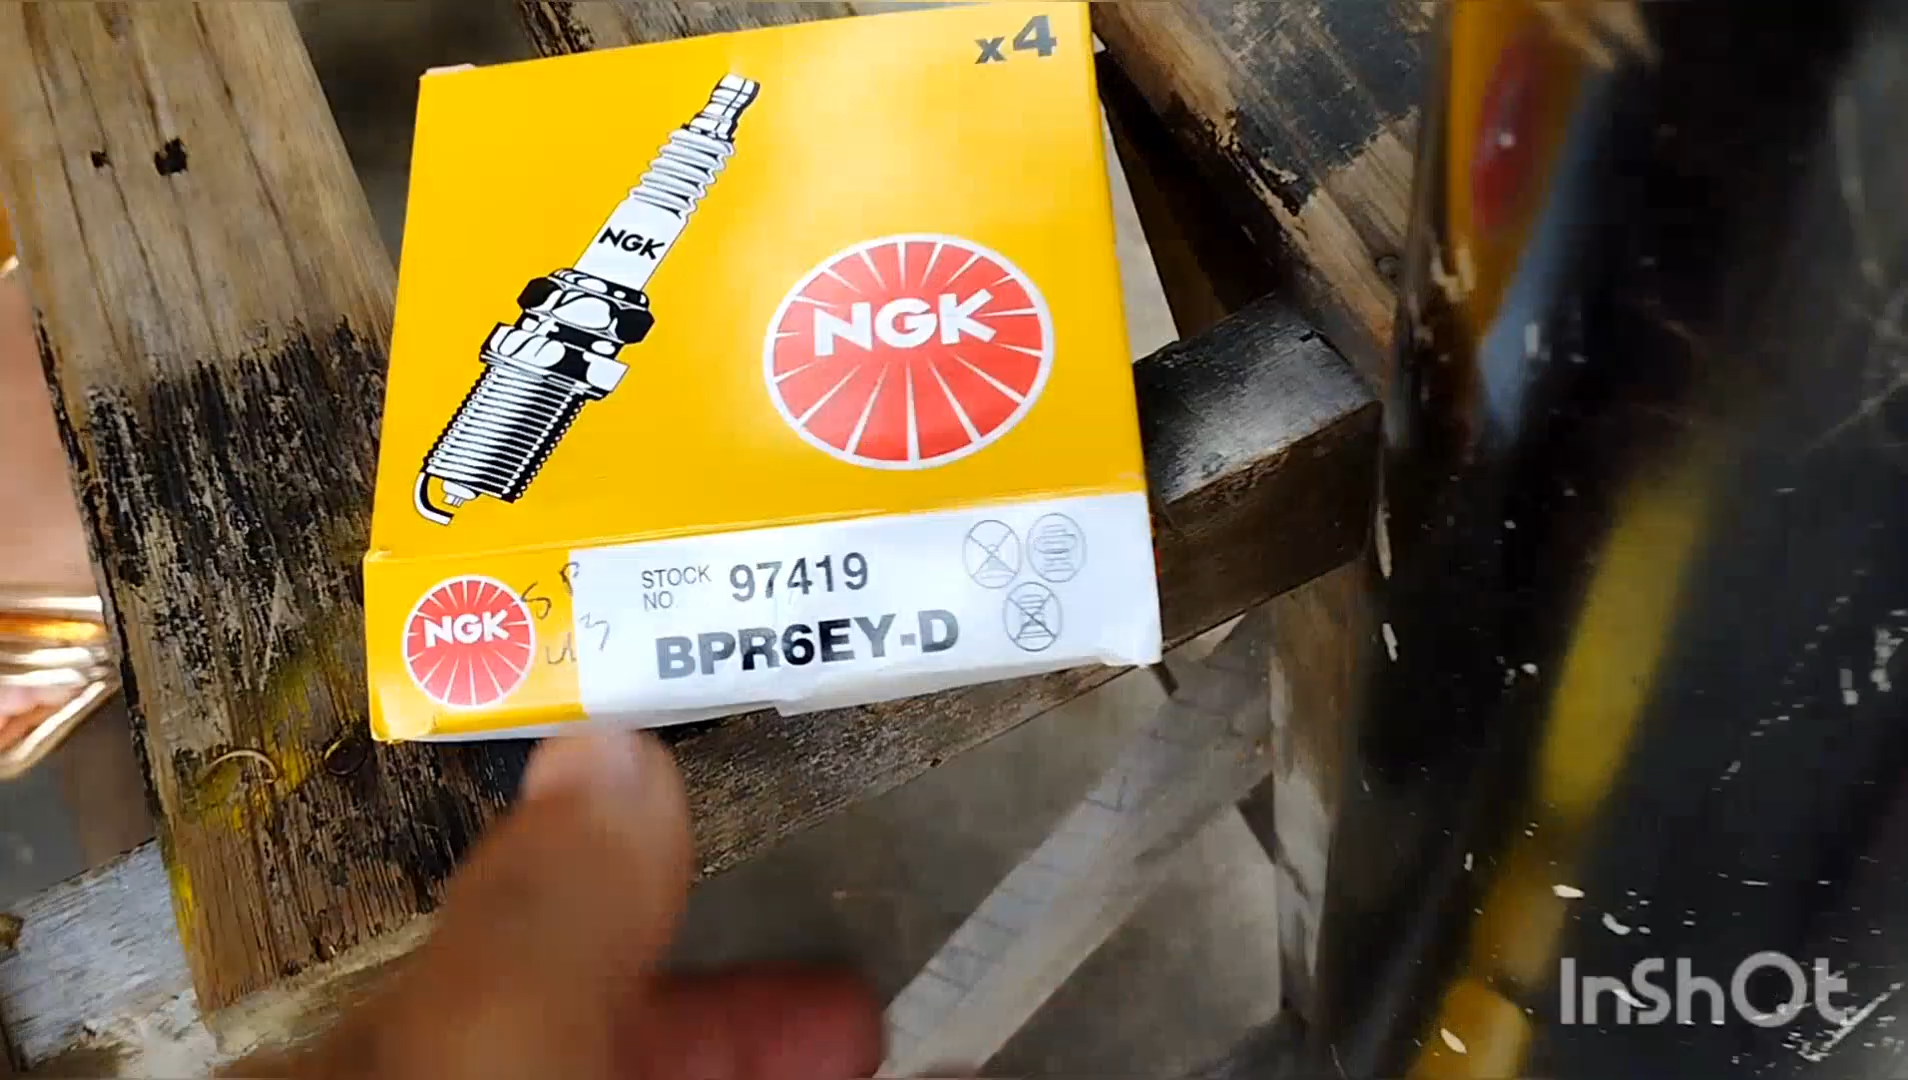 x4
NGK
NGK
NGK
STOCK NO. 97419
BPR6EY-D
InShOt